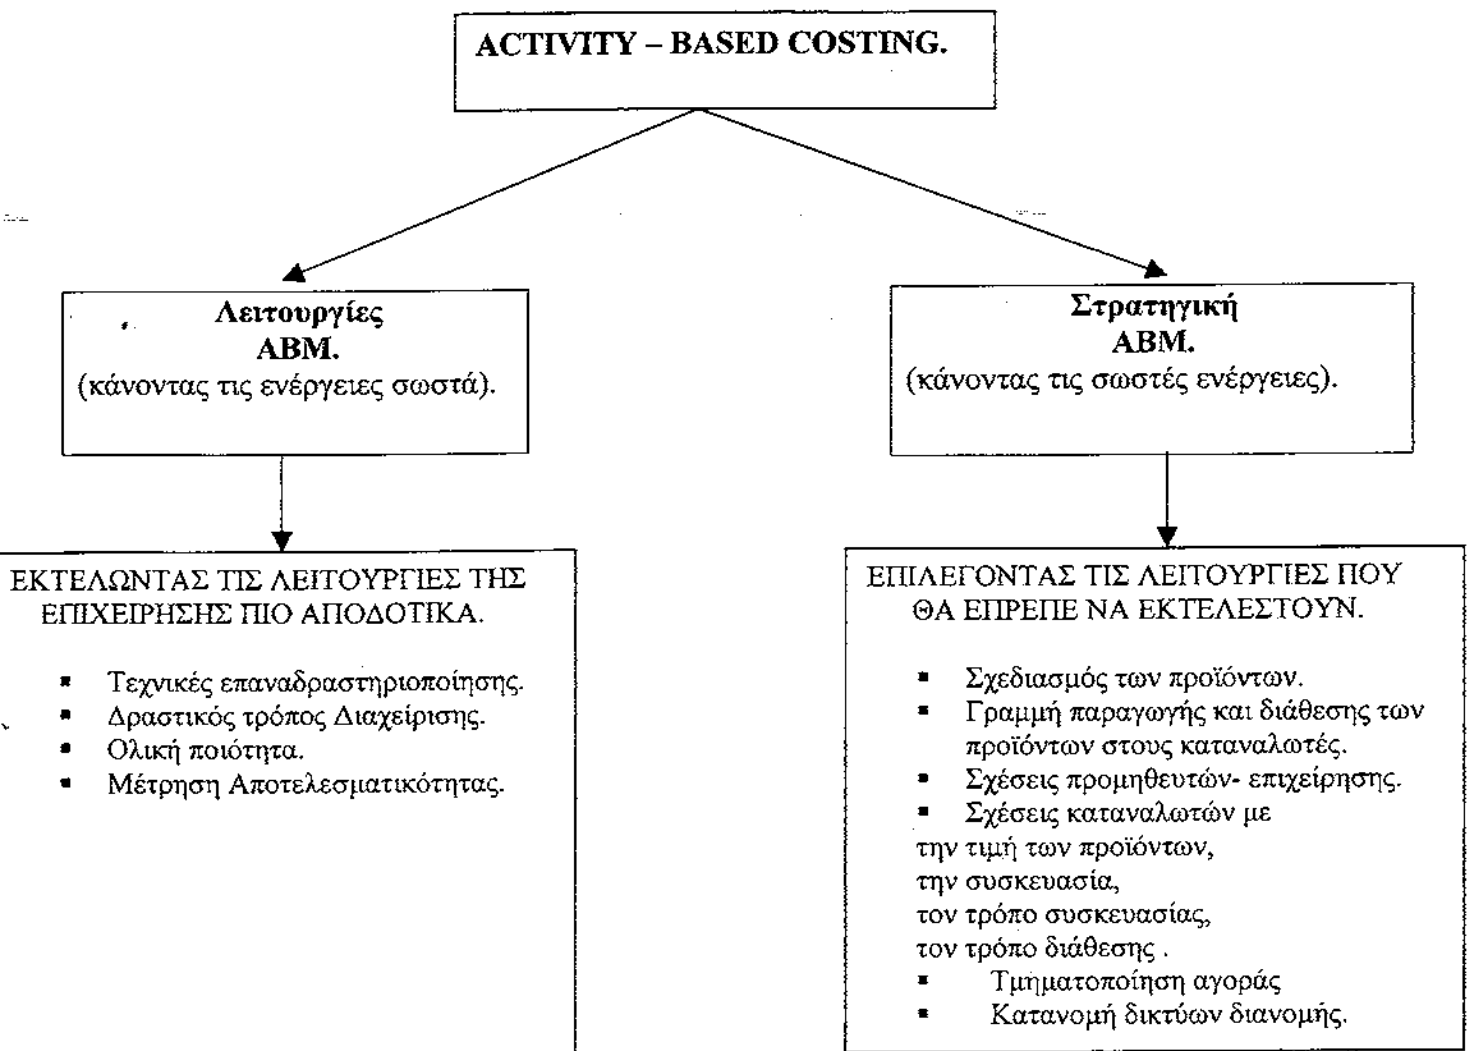 ACTIVITY – BASED COSTING.
Λειτουργίες
ABM.
(κάνοντας τις ενέργειες σωστά).
Στρατηγική
ABM.
(κάνοντας τις σωστές ενέργειες).
ΕΚΤΕΛΩΝΤΑΣ ΤΙΣ ΛΕΙΤΟΥΡΓΙΕΣ ΤΗΣ
ΕΠΙΧΕΙΡΗΣΗΣ ΠΙΟ ΑΠΟΔΟΤΙΚΑ.
▪ Τεχνικές επαναδραστηριοποίησης.
▪ Δραστικός τρόπος Διαχείρισης.
▪ Ολική ποιότητα.
▪ Μέτρηση Αποτελεσματικότητας.
ΕΠΙΛΕΓΟΝΤΑΣ ΤΙΣ ΛΕΙΤΟΥΡΓΙΕΣ ΠΟΥ
ΘΑ ΕΠΡΕΠΕ ΝΑ ΕΚΤΕΛΕΣΤΟΥΝ.
▪ Σχεδιασμός των προϊόντων.
▪ Γραμμή παραγωγής και διάθεσης των
προϊόντων στους καταναλωτές.
▪ Σχέσεις προμηθευτών- επιχείρησης.
▪ Σχέσεις καταναλωτών με
την τιμή των προϊόντων,
την συσκευασία,
τον τρόπο συσκευασίας,
τον τρόπο διάθεσης .
▪ Τμηματοποίηση αγοράς
▪ Κατανομή δικτύων διανομής.